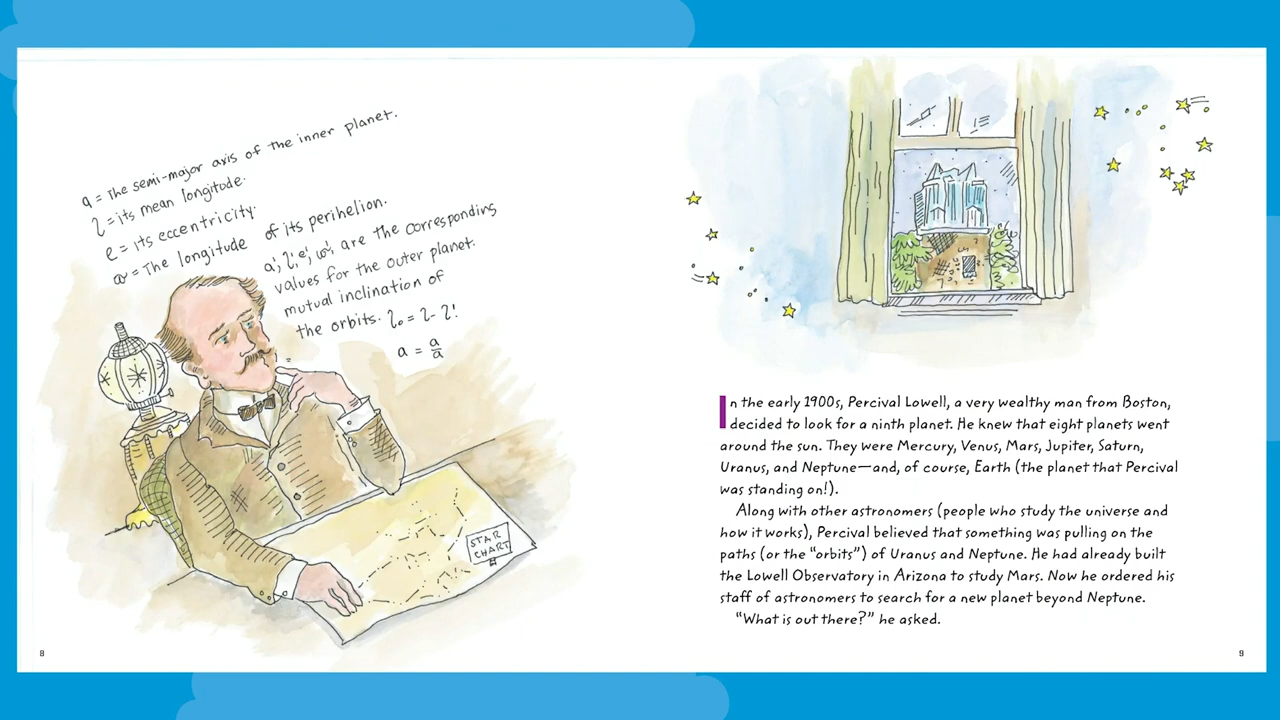 a = The semi-major axis of the inner planet.
l = its mean longitude.
e = its eccentricity.
ω = The longitude of its perihelion.
a', l', e', ω', are the corresponding
values for the outer planet.
mutual inclination of
the orbits. l₀ = l - l'.
a = a/a
STAR
CHART
In the early 1900s, Percival Lowell, a very wealthy man from Boston,
decided to look for a ninth planet. He knew that eight planets went
around the sun. They were Mercury, Venus, Mars, Jupiter, Saturn,
Uranus, and Neptune—and, of course, Earth (the planet that Percival
was standing on!).
Along with other astronomers (people who study the universe and
how it works), Percival believed that something was pulling on the
paths (or the “orbits”) of Uranus and Neptune. He had already built
the Lowell Observatory in Arizona to study Mars. Now he ordered his
staff of astronomers to search for a new planet beyond Neptune.
“What is out there?” he asked.
8
9